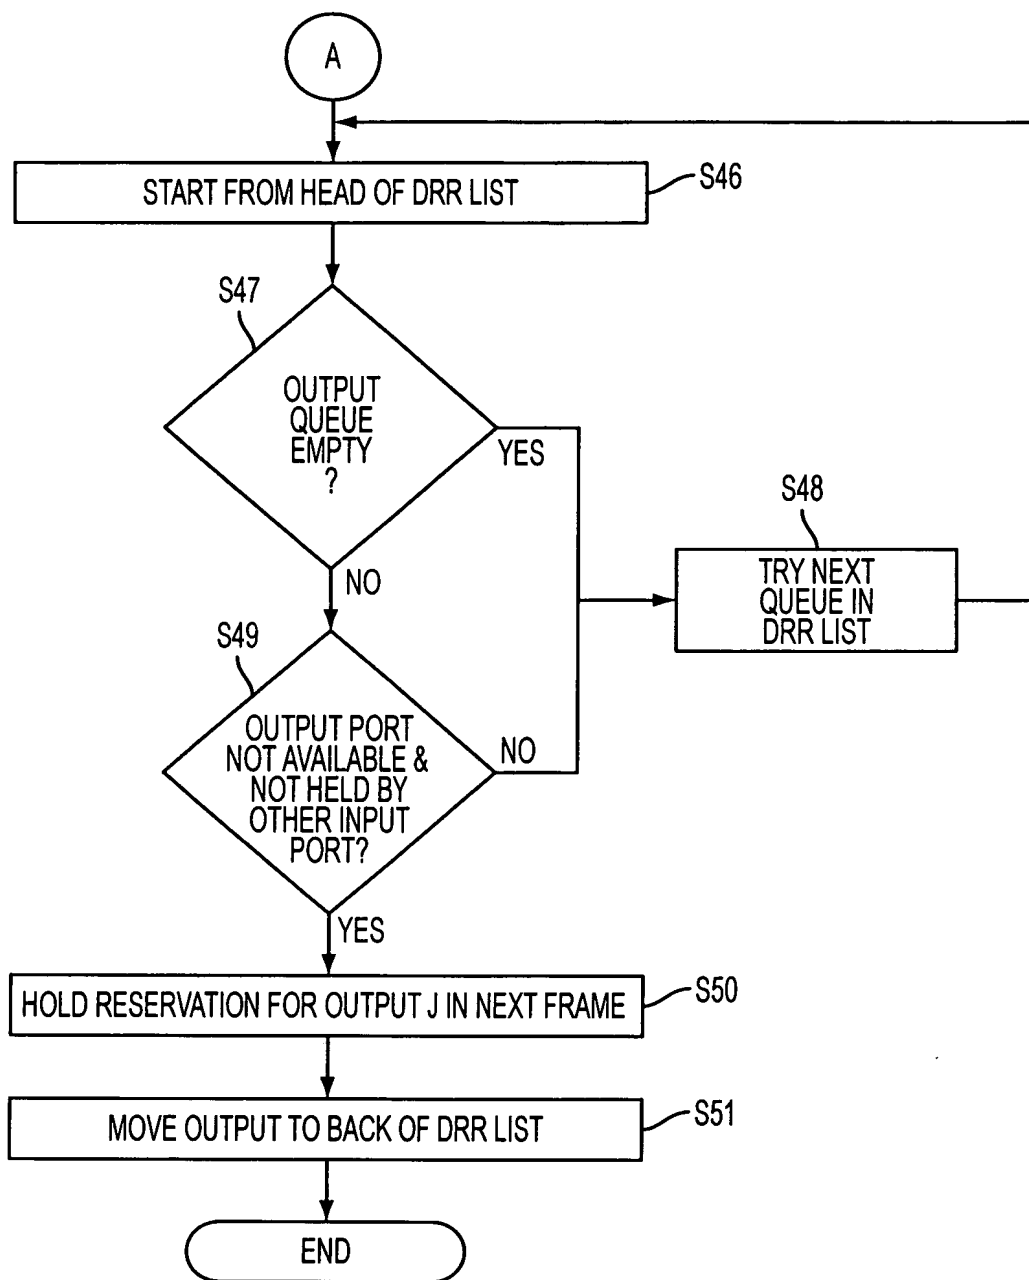 A
START FROM HEAD OF DRR LIST
S46
S47
OUTPUT
QUEUE
EMPTY
?
YES
NO
S48
TRY NEXT
QUEUE IN
DRR LIST
S49
OUTPUT PORT
NOT AVAILABLE &
NOT HELD BY
OTHER INPUT
PORT?
NO
YES
HOLD RESERVATION FOR OUTPUT J IN NEXT FRAME
S50
MOVE OUTPUT TO BACK OF DRR LIST
S51
END